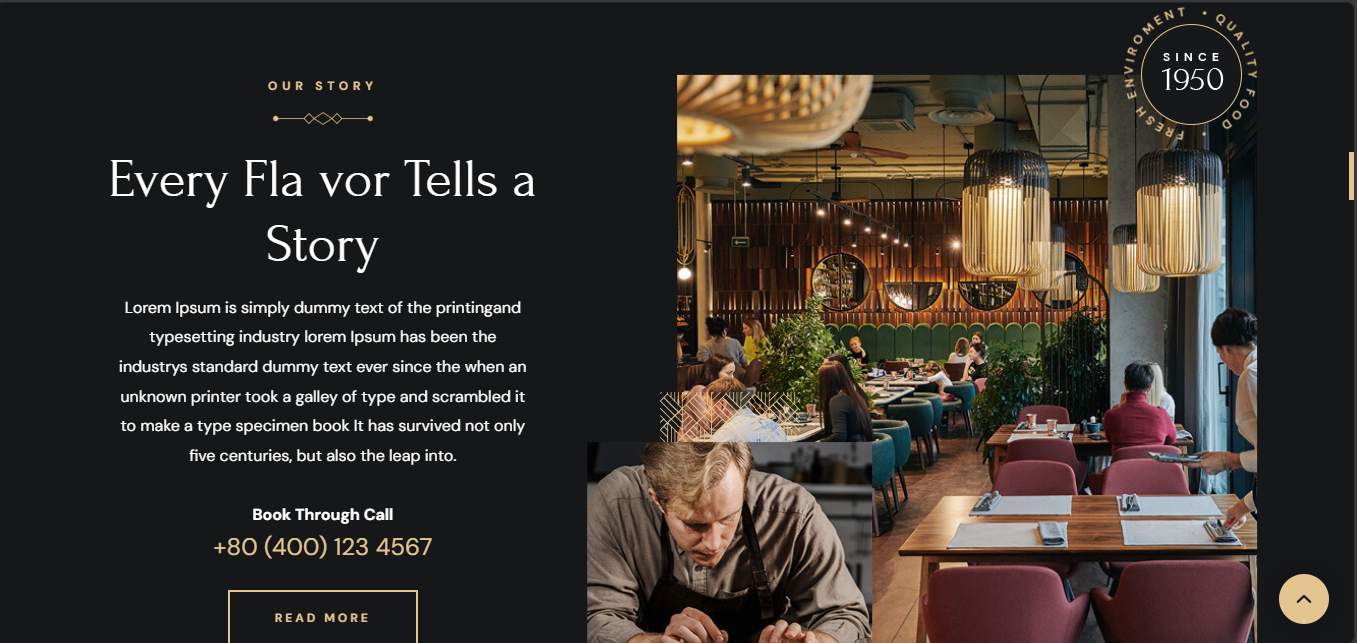 OUR STORY
Every Fla vor Tells a
Story
Lorem Ipsum is simply dummy text of the printingand
typesetting industry lorem Ipsum has been the
industrys standard dummy text ever since the when an
unknown printer took a galley of type and scrambled it
to make a type specimen book It has survived not only
five centuries, but also the leap into.
Book Through Call
+80 (400) 123 4567
READ MORE
FRESH ENVIROMENT • QUALITY FOOD •
SINCE
1950